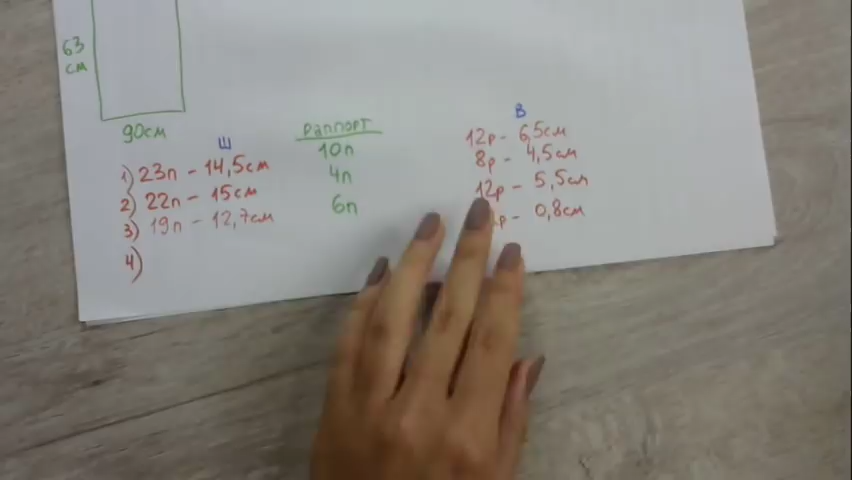 63
см
90см
Ш
1) 23п - 14,5см
2) 22п - 15см
3) 19п - 12,7см
4)
Раппорт
10п
4п
6п
В
12р - 6,5см
8р - 4,5см
12р - 5,5см
р - 0,8см